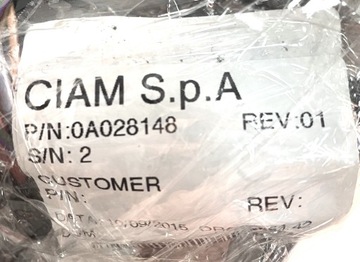 CIAM S.p.A
P/N:0A028148 REV:01
S/N: 2
CUSTOMER
P/N: REV: